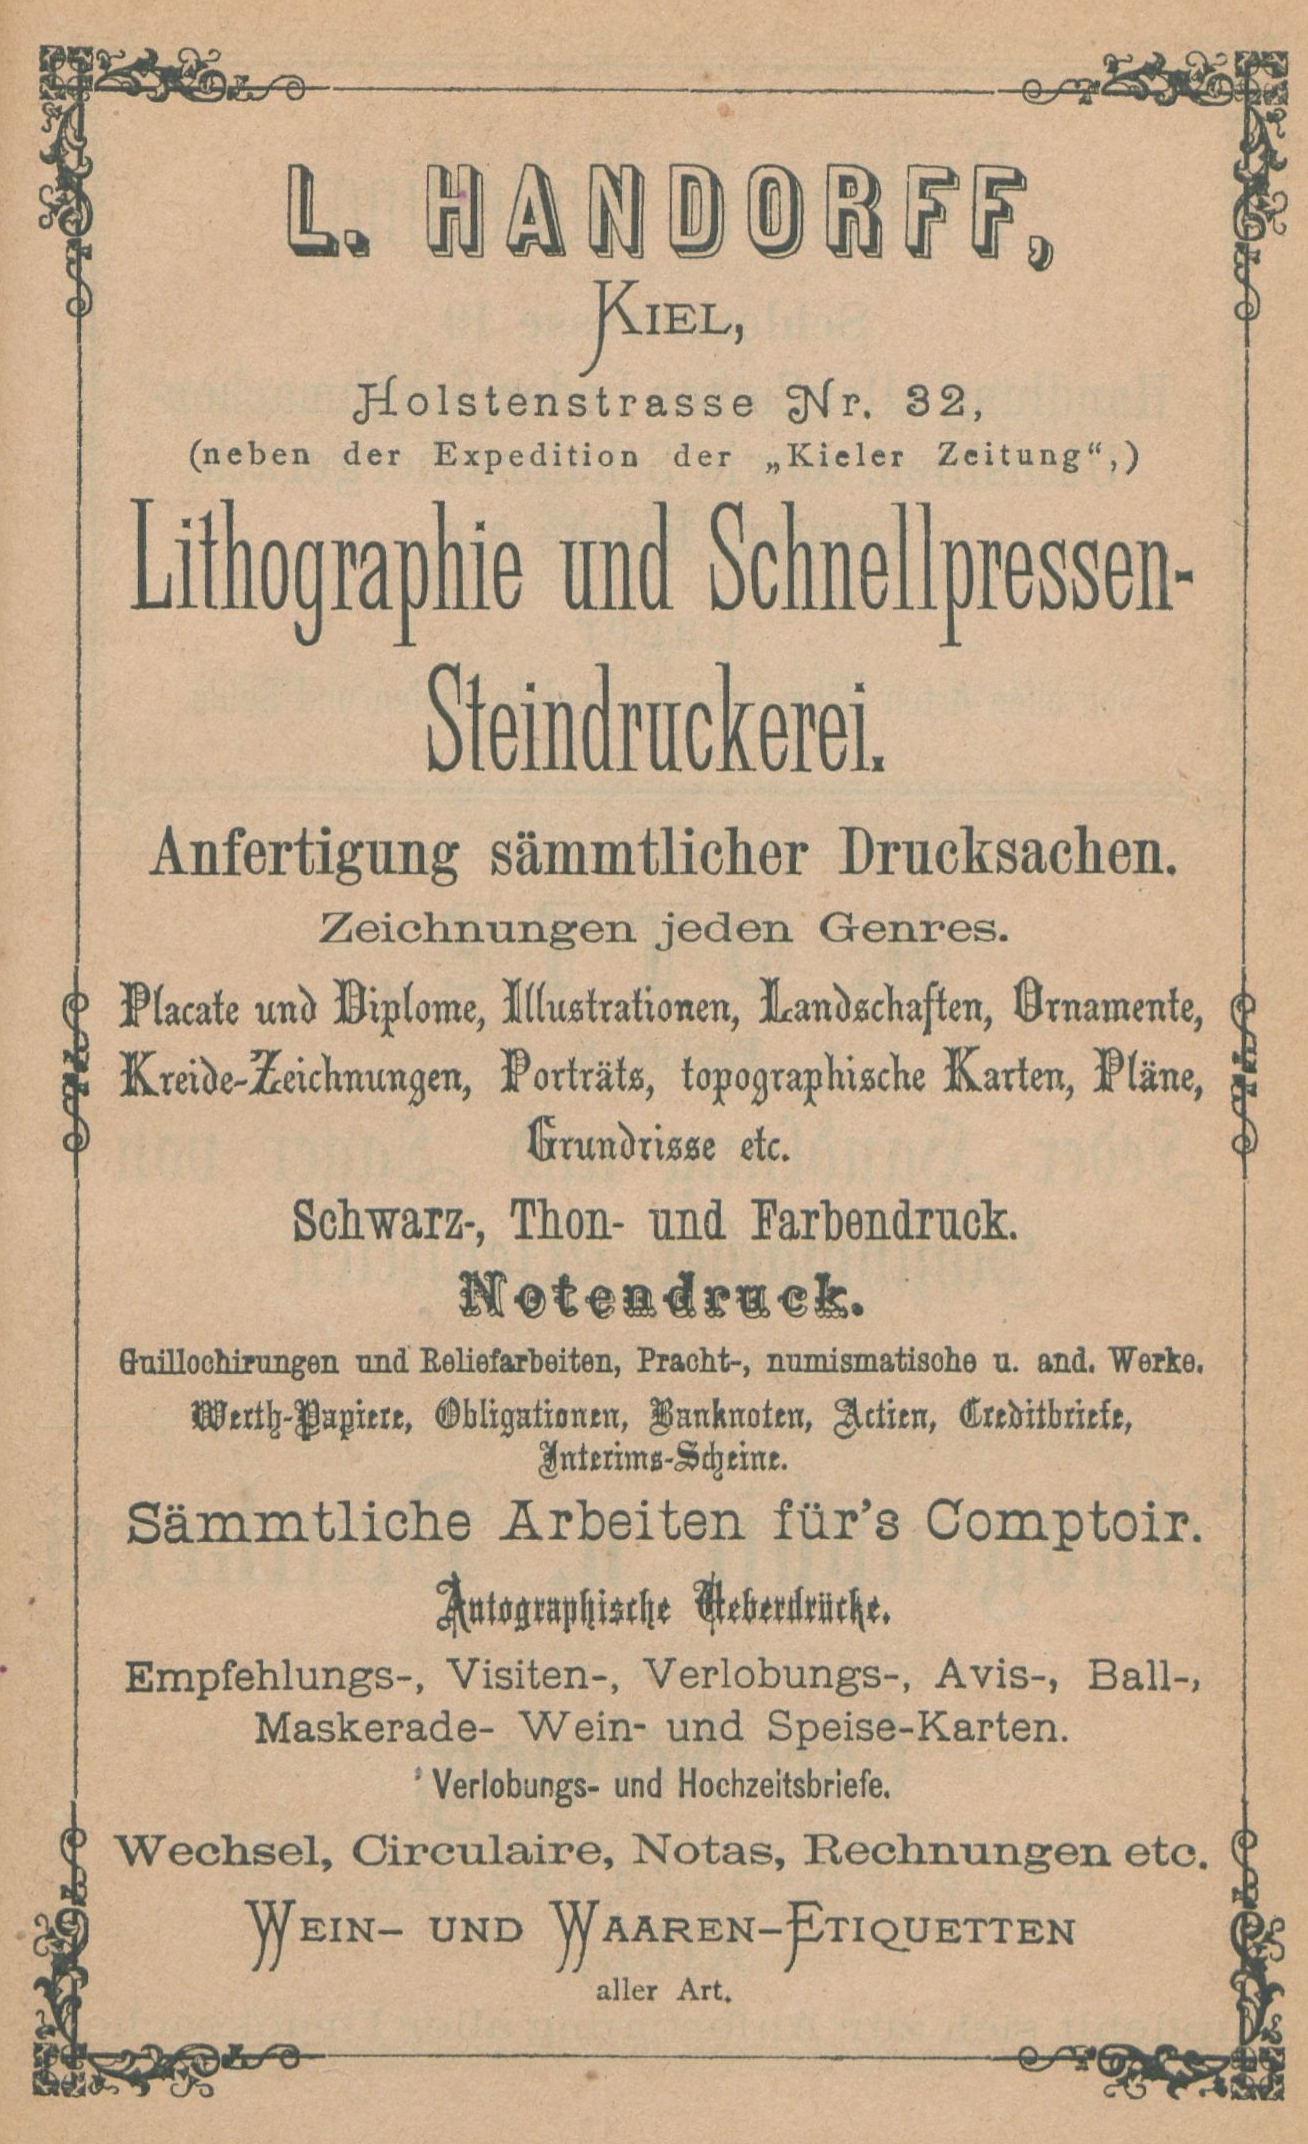 L. HANDORFF,
KIEL,
Holstenstrasse Nr. 32,
(neben der Expedition der „Kieler Zeitung“,)
Lithographie und Schnellpressen-
Steindruckerei.
Anfertigung sämmtlicher Drucksachen.
Zeichnungen jeden Genres.
Placate und Diplome, Illustrationen, Landschaften, Ornamente,
Kreide-Zeichnungen, Porträts, topographische Karten, Pläne,
Grundrisse etc.
Schwarz-, Thon- und Farbendruck.
Notendruck.
Guillochirungen und Reliefarbeiten, Pracht-, numismatische u. and. Werke.
Werth-Papiere, Obligationen, Banknoten, Actien, Creditbriefe,
Interims-Scheine.
Sämmtliche Arbeiten für's Comptoir.
Autographische Ueberdrücke.
Empfehlungs-, Visiten-, Verlobungs-, Avis-, Ball-,
Maskerade- Wein- und Speise-Karten.
Verlobungs- und Hochzeitsbriefe.
Wechsel, Circulaire, Notas, Rechnungen etc.
WEIN- UND WAAREN-ETIQUETTEN
aller Art.